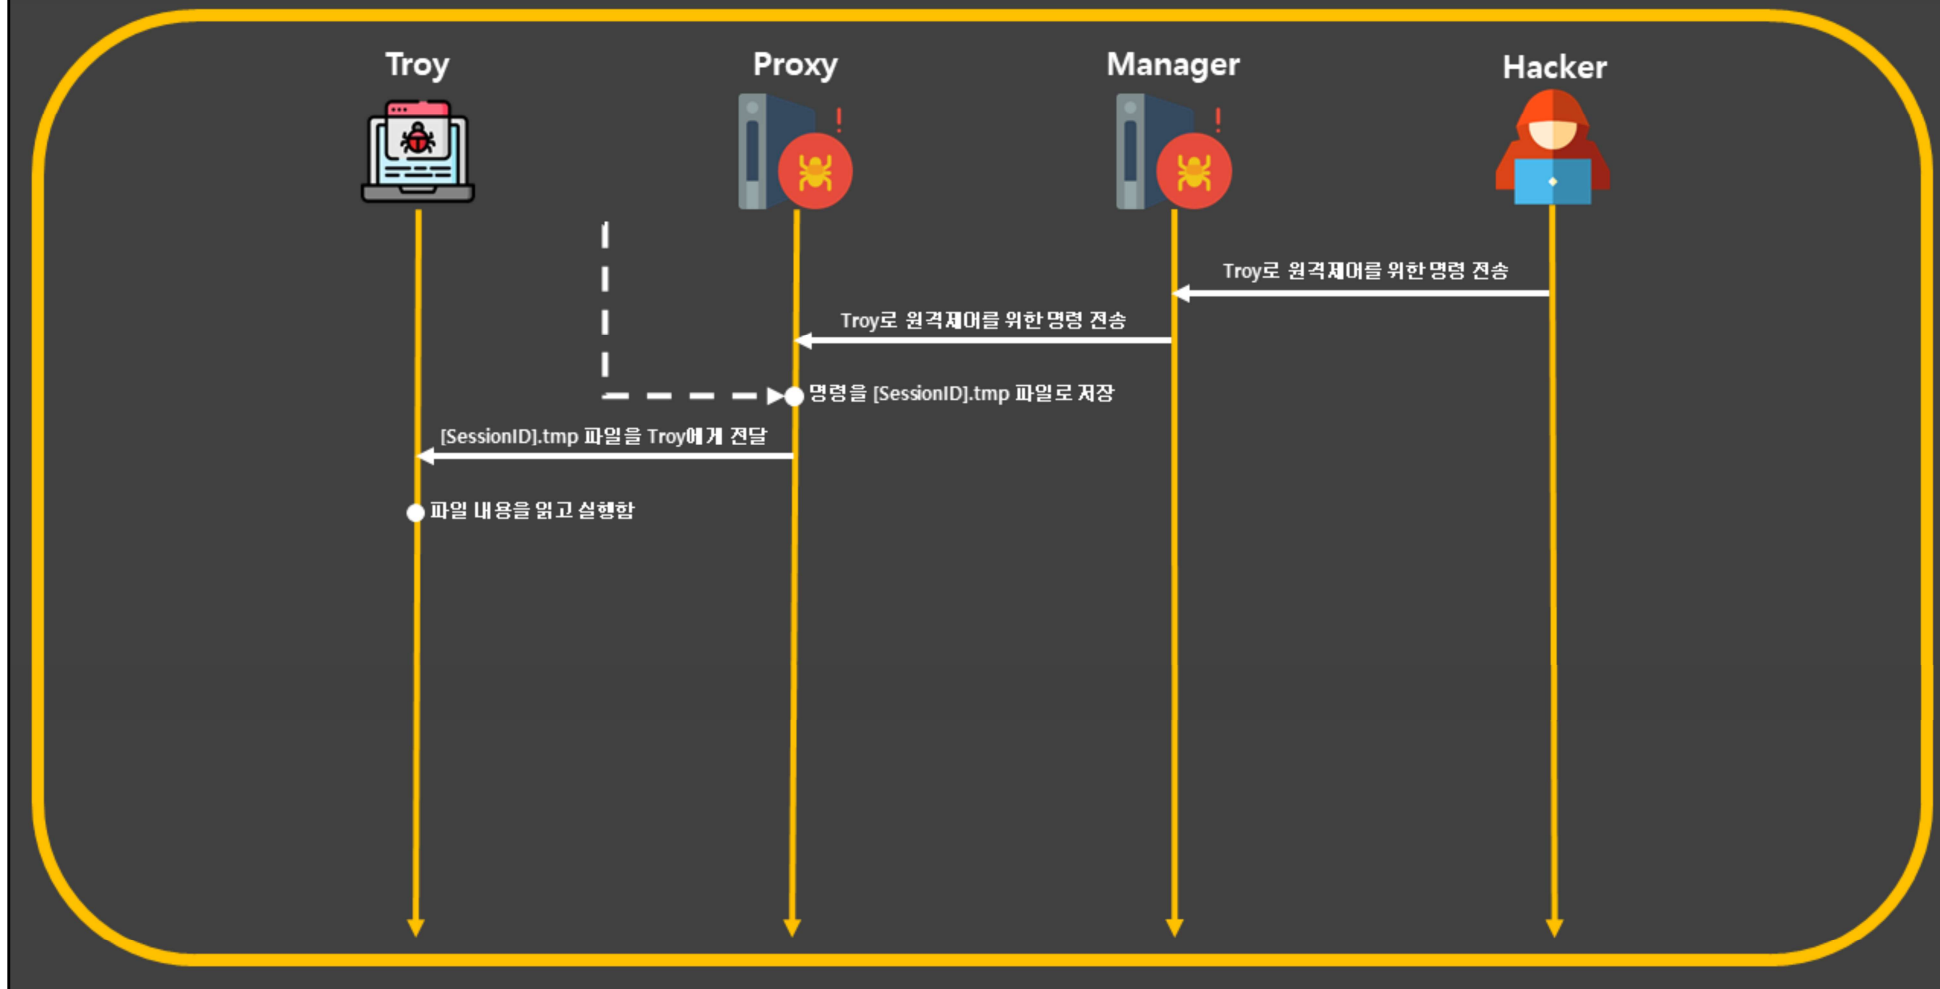 Troy
Proxy
Manager
Hacker
Troy로 원격제어를 위한 명령 전송
Troy로 원격제어를 위한 명령 전송
명령을 [SessionID].tmp 파일로 저장
[SessionID].tmp 파일을 Troy에게 전달
파일 내용을 읽고 실행함